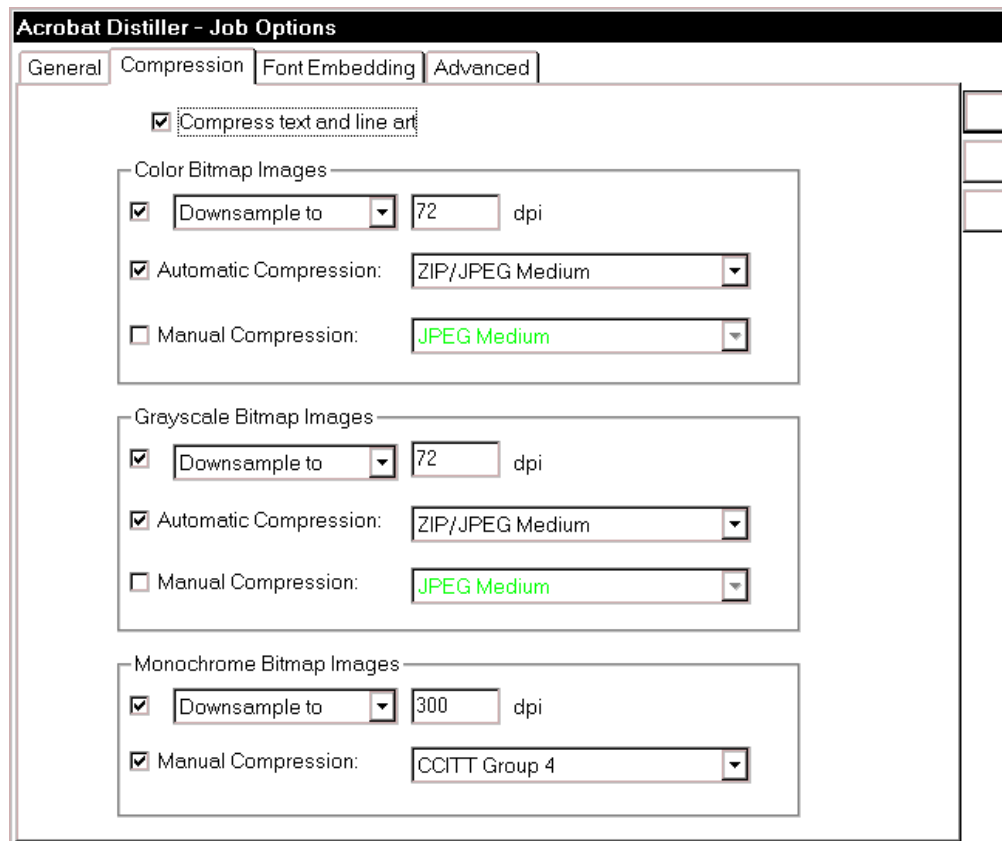 Acrobat Distiller - Job Options
General Compression Font Embedding Advanced
Compress text and line art
Color Bitmap Images
Downsample to 72 dpi
Automatic Compression: ZIP/JPEG Medium
Manual Compression: JPEG Medium
Grayscale Bitmap Images
Downsample to 72 dpi
Automatic Compression: ZIP/JPEG Medium
Manual Compression: JPEG Medium
Monochrome Bitmap Images
Downsample to 300 dpi
Manual Compression: CCITT Group 4